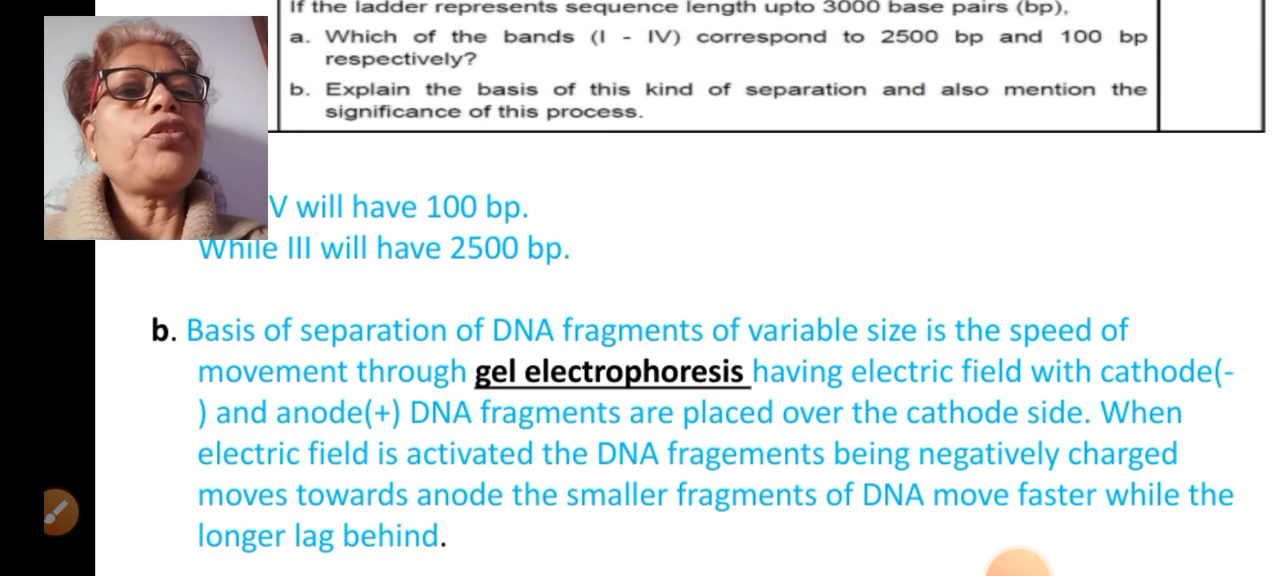 If the ladder represents sequence length upto 3000 base pairs (bp),
a. Which of the bands (I - IV) correspond to 2500 bp and 100 bp
respectively?
b. Explain the basis of this kind of separation and also mention the
significance of this process.
V will have 100 bp.
While III will have 2500 bp.
b. Basis of separation of DNA fragments of variable size is the speed of
movement through gel electrophoresis having electric field with cathode(-
) and anode(+) DNA fragments are placed over the cathode side. When
electric field is activated the DNA fragements being negatively charged
moves towards anode the smaller fragments of DNA move faster while the
longer lag behind.